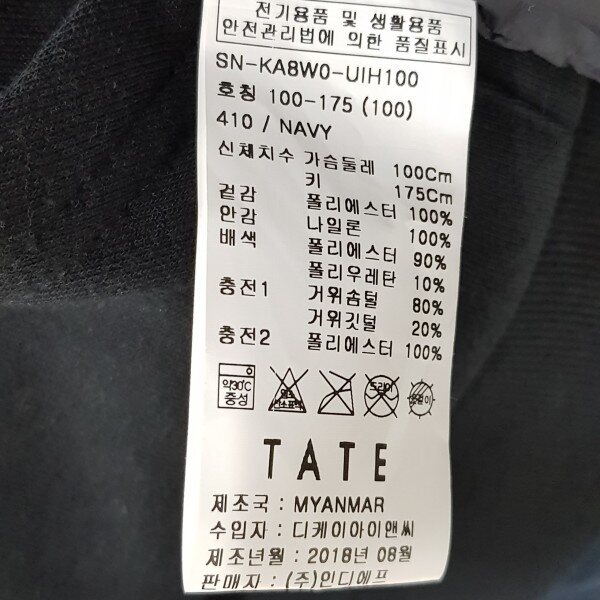 전기용품 및 생활용품
안전관리법에 의한 품질표시
SN-KA8W0-UIH100
호칭 100-175 (100)
410 / NAVY
신체치수 가슴둘레 100Cm
키 175Cm
겉감 폴리에스터 100%
안감 나일론 100%
배색 폴리에스터 90%
폴리우레탄 10%
충전1 거위솜털 80%
거위깃털 20%
충전2 폴리에스터 100%
약30℃
중성
드라이
TATE
제조국 : MYANMAR
수입자 : 디케이아이앤씨
제조년월 : 2018년 08월
판매자 : (주)인디에프